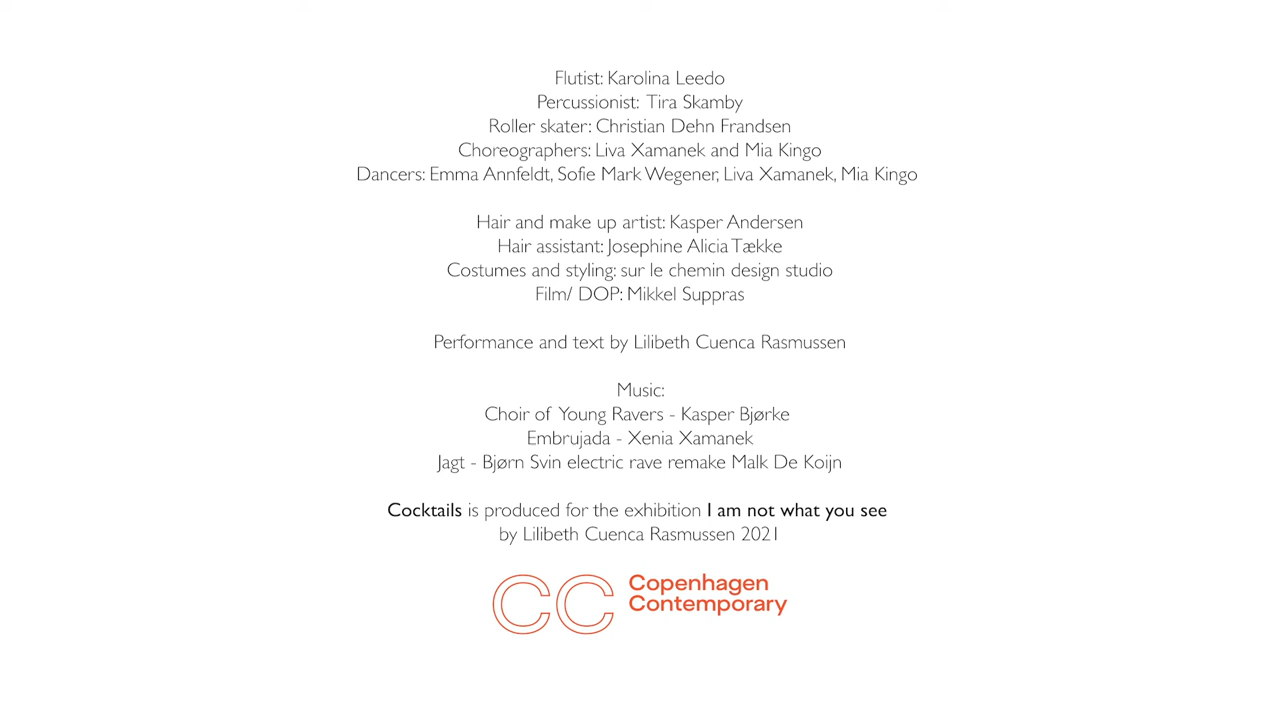 Flutist: Karolina Leedo
Percussionist: Tira Skamby
Roller skater: Christian Dehn Frandsen
Choreographers: Liva Xamanek and Mia Kingo
Dancers: Emma Annfeldt, Sofie Mark Wegener, Liva Xamanek, Mia Kingo
Hair and make up artist: Kasper Andersen
Hair assistant: Josephine Alicia Tække
Costumes and styling: sur le chemin design studio
Film/ DOP: Mikkel Suppras
Performance and text by Lilibeth Cuenca Rasmussen
Music:
Choir of Young Ravers - Kasper Bjørke
Embrujada - Xenia Xamanek
Jagt - Bjørn Svin electric rave remake Malk De Koijn
Cocktails is produced for the exhibition I am not what you see
by Lilibeth Cuenca Rasmussen 2021
CC Copenhagen
Contemporary